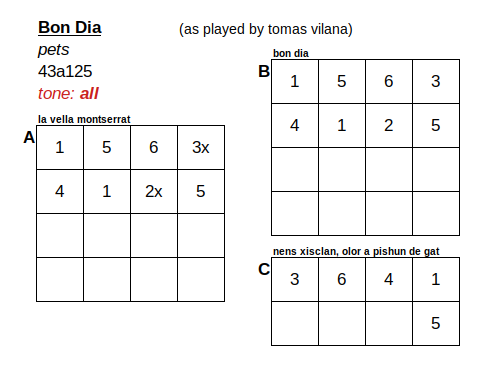 Bon Dia
(as played by tomas vilana)
pets
43a125
tone: all
la vella montserrat
A
1 5 6 3x
4 1 2x 5
bon dia
B
1 5 6 3
4 1 2 5
nens xisclan, olor a pishun de gat
C
3 6 4 1
5